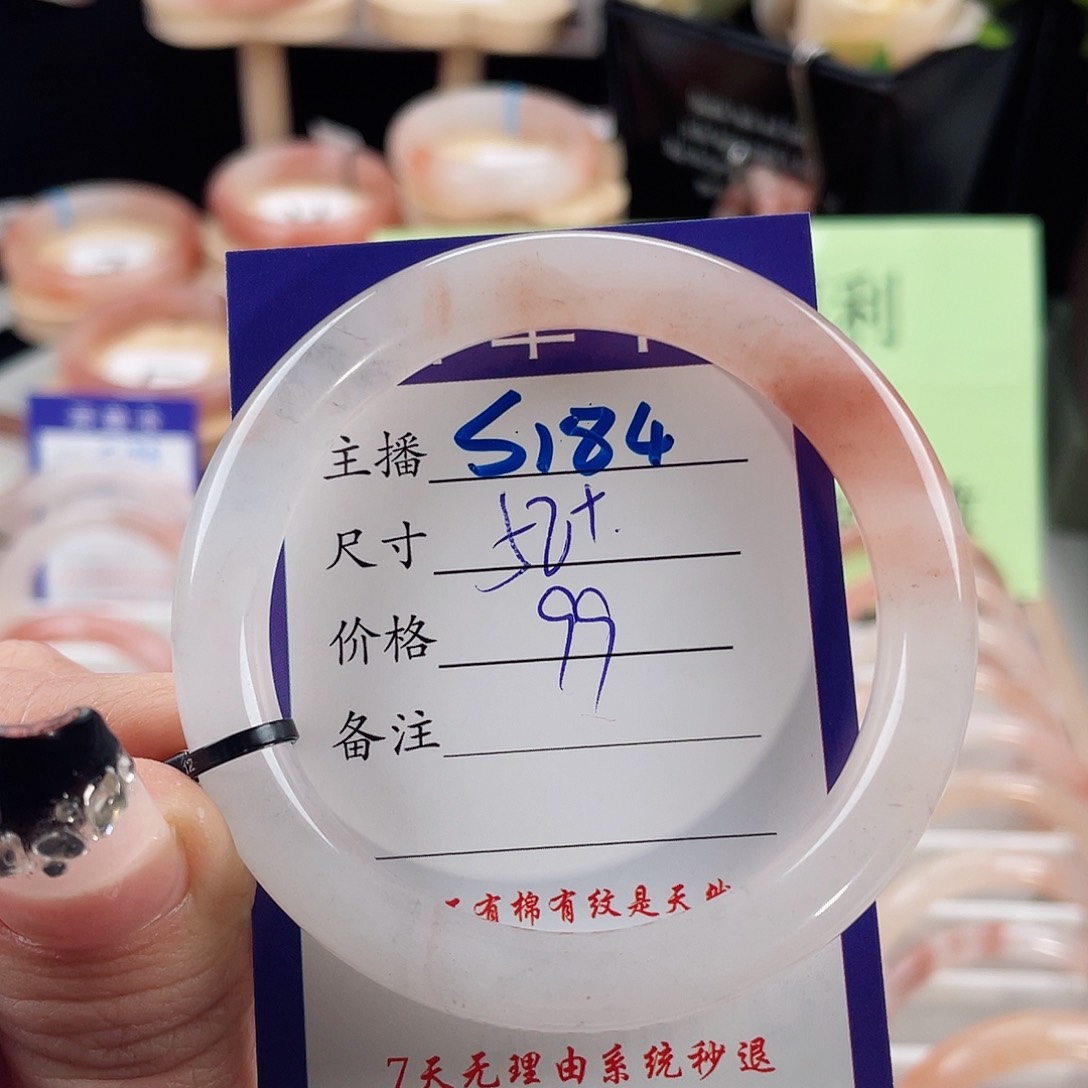 利
主播 S184
尺寸 52+.
价格 99
备注
有棉有纹是天
7天无理由系统秒退